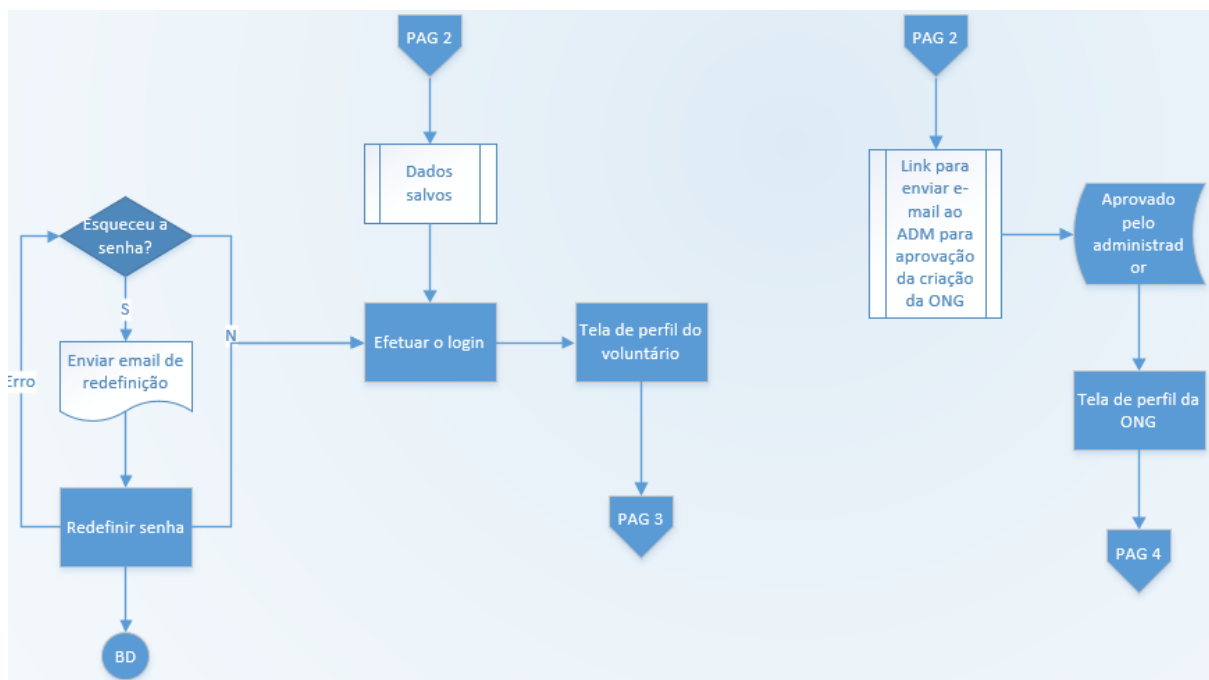 PAG 2
PAG 2
Dados
salvos
Link para
enviar e-
mail ao
ADM para
aprovação
da criação
da ONG
Aprovado
pelo
administrad
or
Esqueceu a
senha?
S
N
Efetuar o login
Tela de perfil do
voluntário
Enviar email de
redefinição
Erro
Tela de perfil da
ONG
Redefinir senha
PAG 3
PAG 4
BD